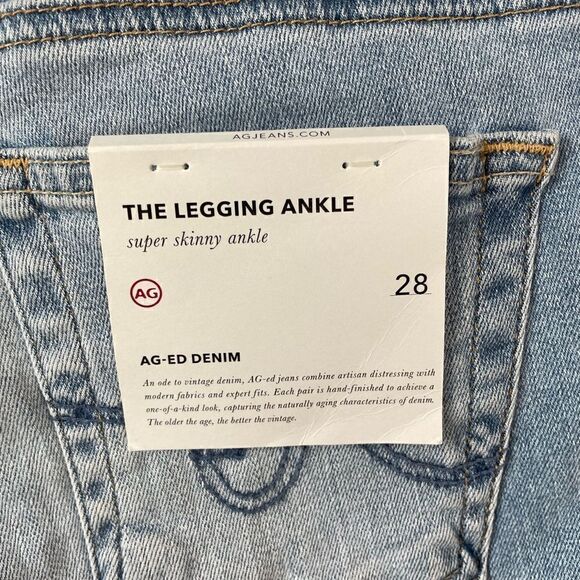 AGJEANS.COM
THE LEGGING ANKLE
super skinny ankle
AG
28
AG-ED DENIM
An ode to vintage denim, AG-ed jeans combine artisan distressing with
modern fabrics and expert fits. Each pair is hand-finished to achieve a
one-of-a-kind look, capturing the naturally aging characteristics of denim.
The older the age, the better the vintage.